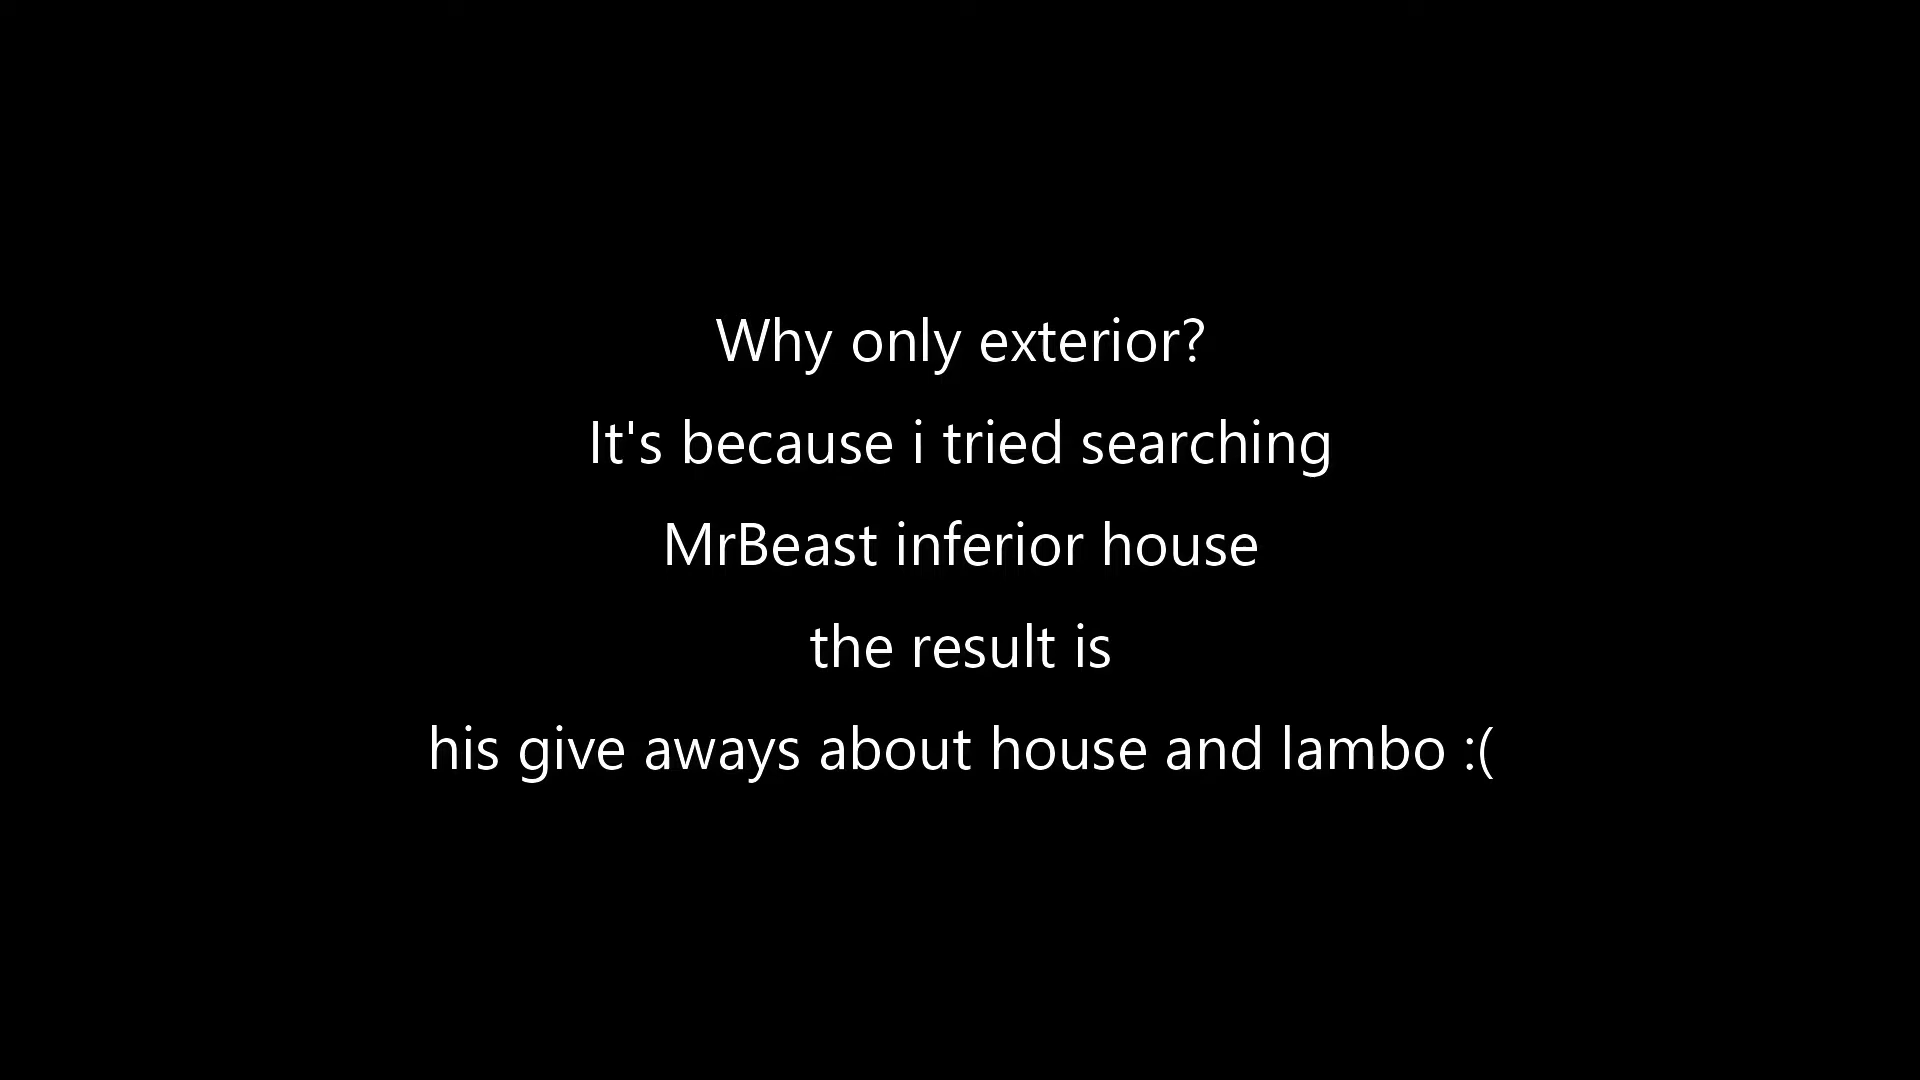 Why only exterior?
It's because i tried searching
MrBeast inferior house
the result is
his give aways about house and lambo :(